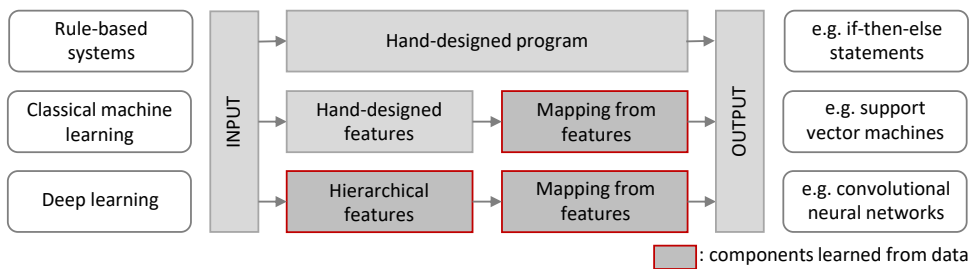 Rule-based
systems
Hand-designed program
e.g. if-then-else
statements
INPUT
OUTPUT
Classical machine
learning
Hand-designed
features
Mapping from
features
e.g. support
vector machines
Deep learning
Hierarchical
features
Mapping from
features
e.g. convolutional
neural networks
: components learned from data